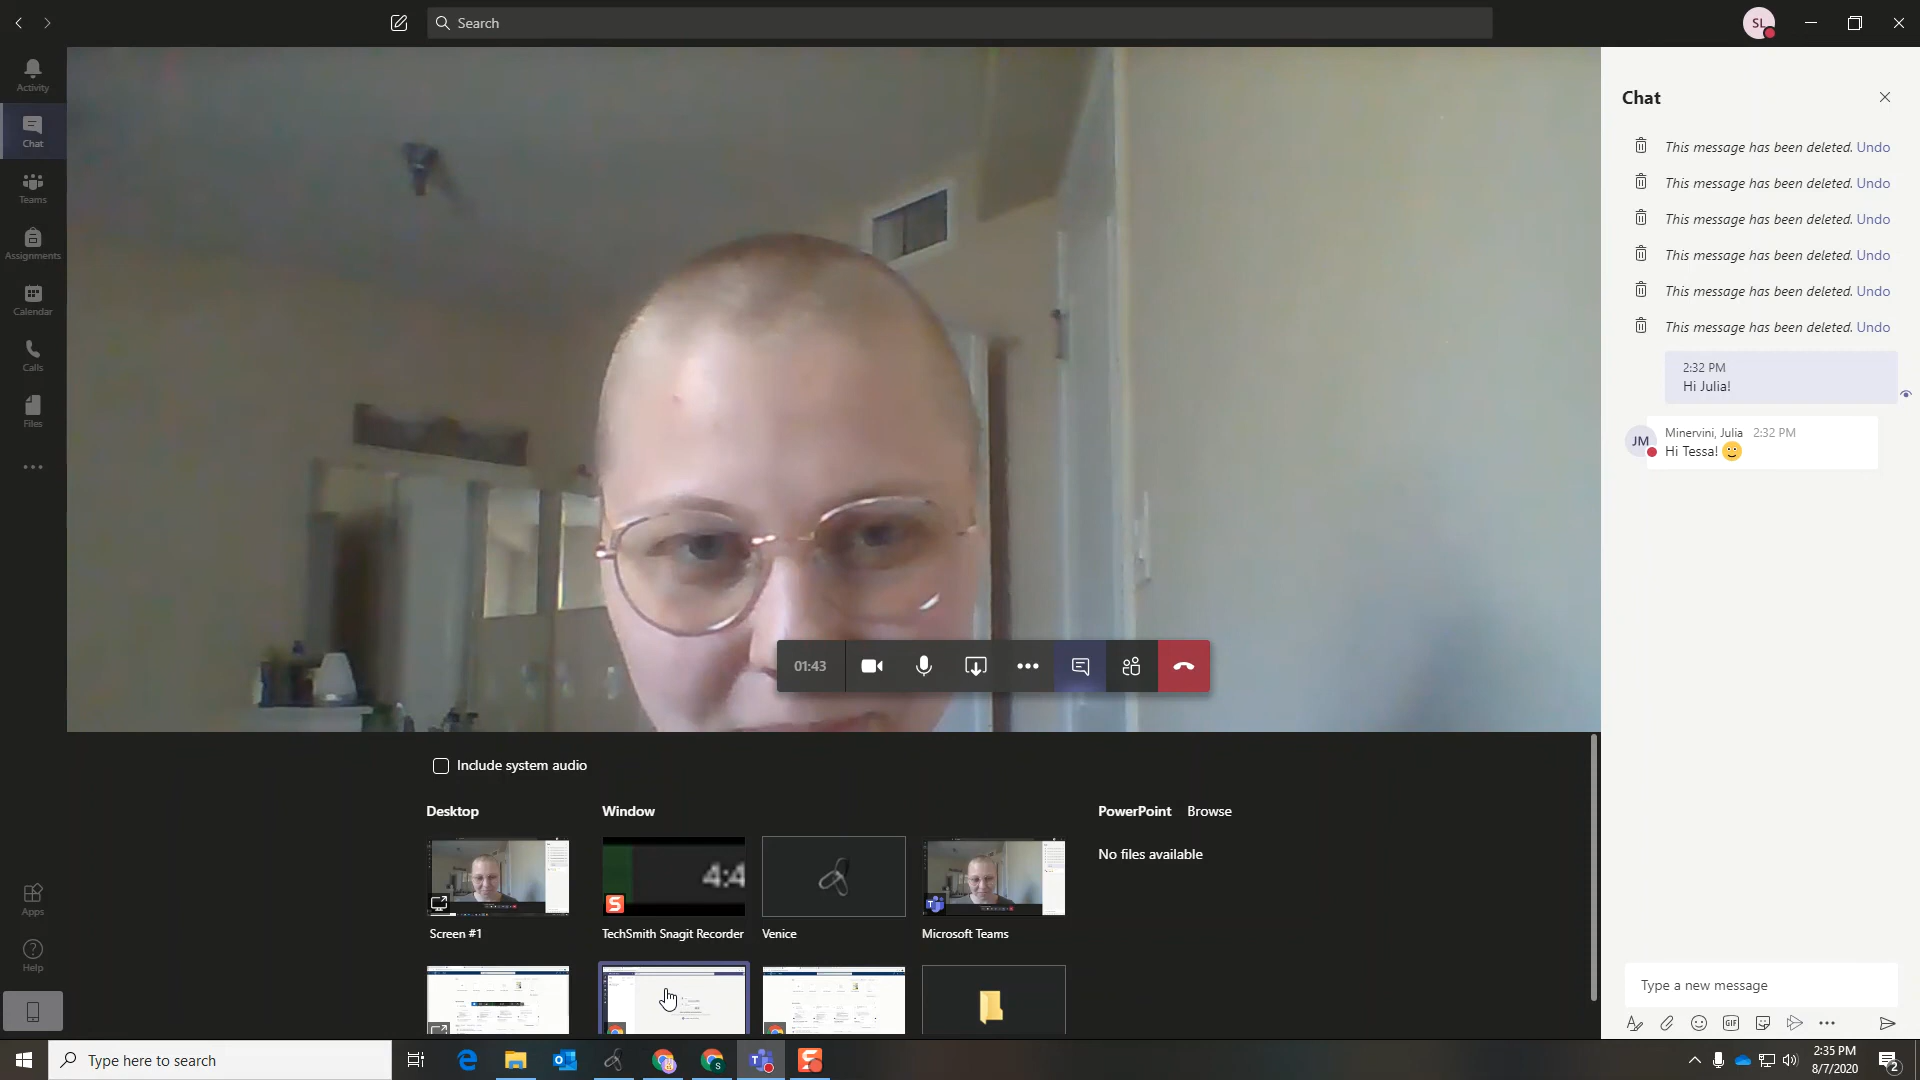 Search
SL
Activity
Chat
Teams
Assignments
Calendar
Calls
Files
Apps
Help
Chat
This message has been deleted. Undo
This message has been deleted. Undo
This message has been deleted. Undo
This message has been deleted. Undo
This message has been deleted. Undo
This message has been deleted. Undo
2:32 PM
Hi Julia!
JM
Minervini, Julia 2:32 PM
Hi Tessa!
01:43
Include system audio
Desktop
Window
PowerPoint Browse
No files available
4:4
Screen #1
TechSmith Snagit Recorder
Venice
Microsoft Teams
Type a new message
GIF
Type here to search
2:35 PM
8/7/2020
2